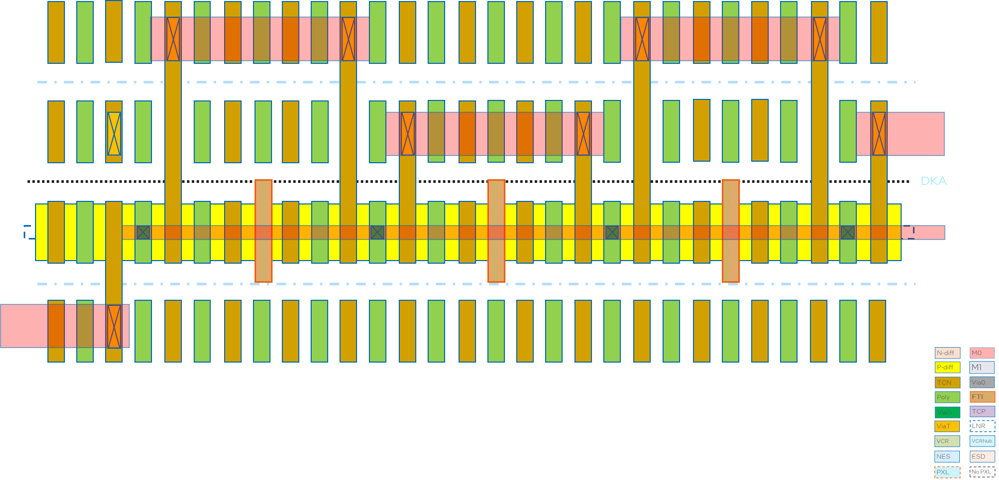 DKA
N-diff
M0
P-diff
M1
TCN
Via0
Poly
FTI
ViaG
TCP
ViaT
LNR
VCR
VCRNub
NES
ESD
PXL
No PXL